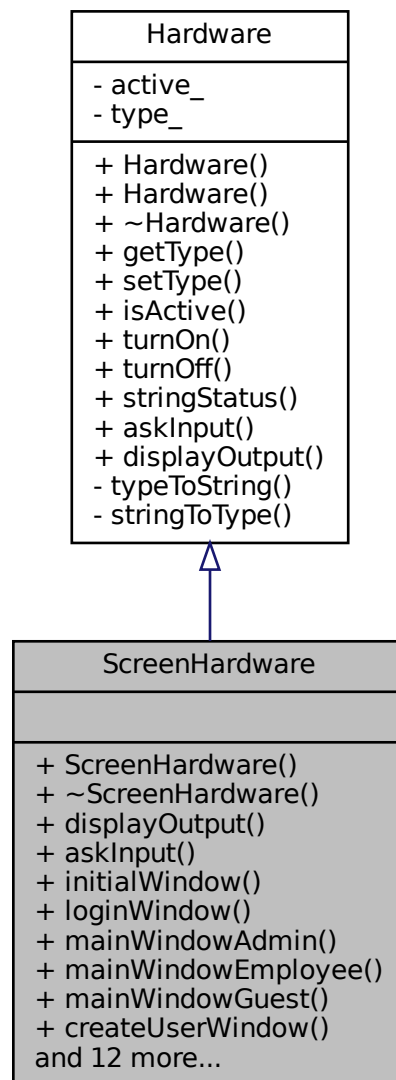 Hardware
- active_
- type_
+ Hardware()
+ Hardware()
+ ~Hardware()
+ getType()
+ setType()
+ isActive()
+ turnOn()
+ turnOff()
+ stringStatus()
+ askInput()
+ displayOutput()
- typeToString()
- stringToType()
ScreenHardware
+ ScreenHardware()
+ ~ScreenHardware()
+ displayOutput()
+ askInput()
+ initialWindow()
+ loginWindow()
+ mainWindowAdmin()
+ mainWindowEmployee()
+ mainWindowGuest()
+ createUserWindow()
and 12 more...